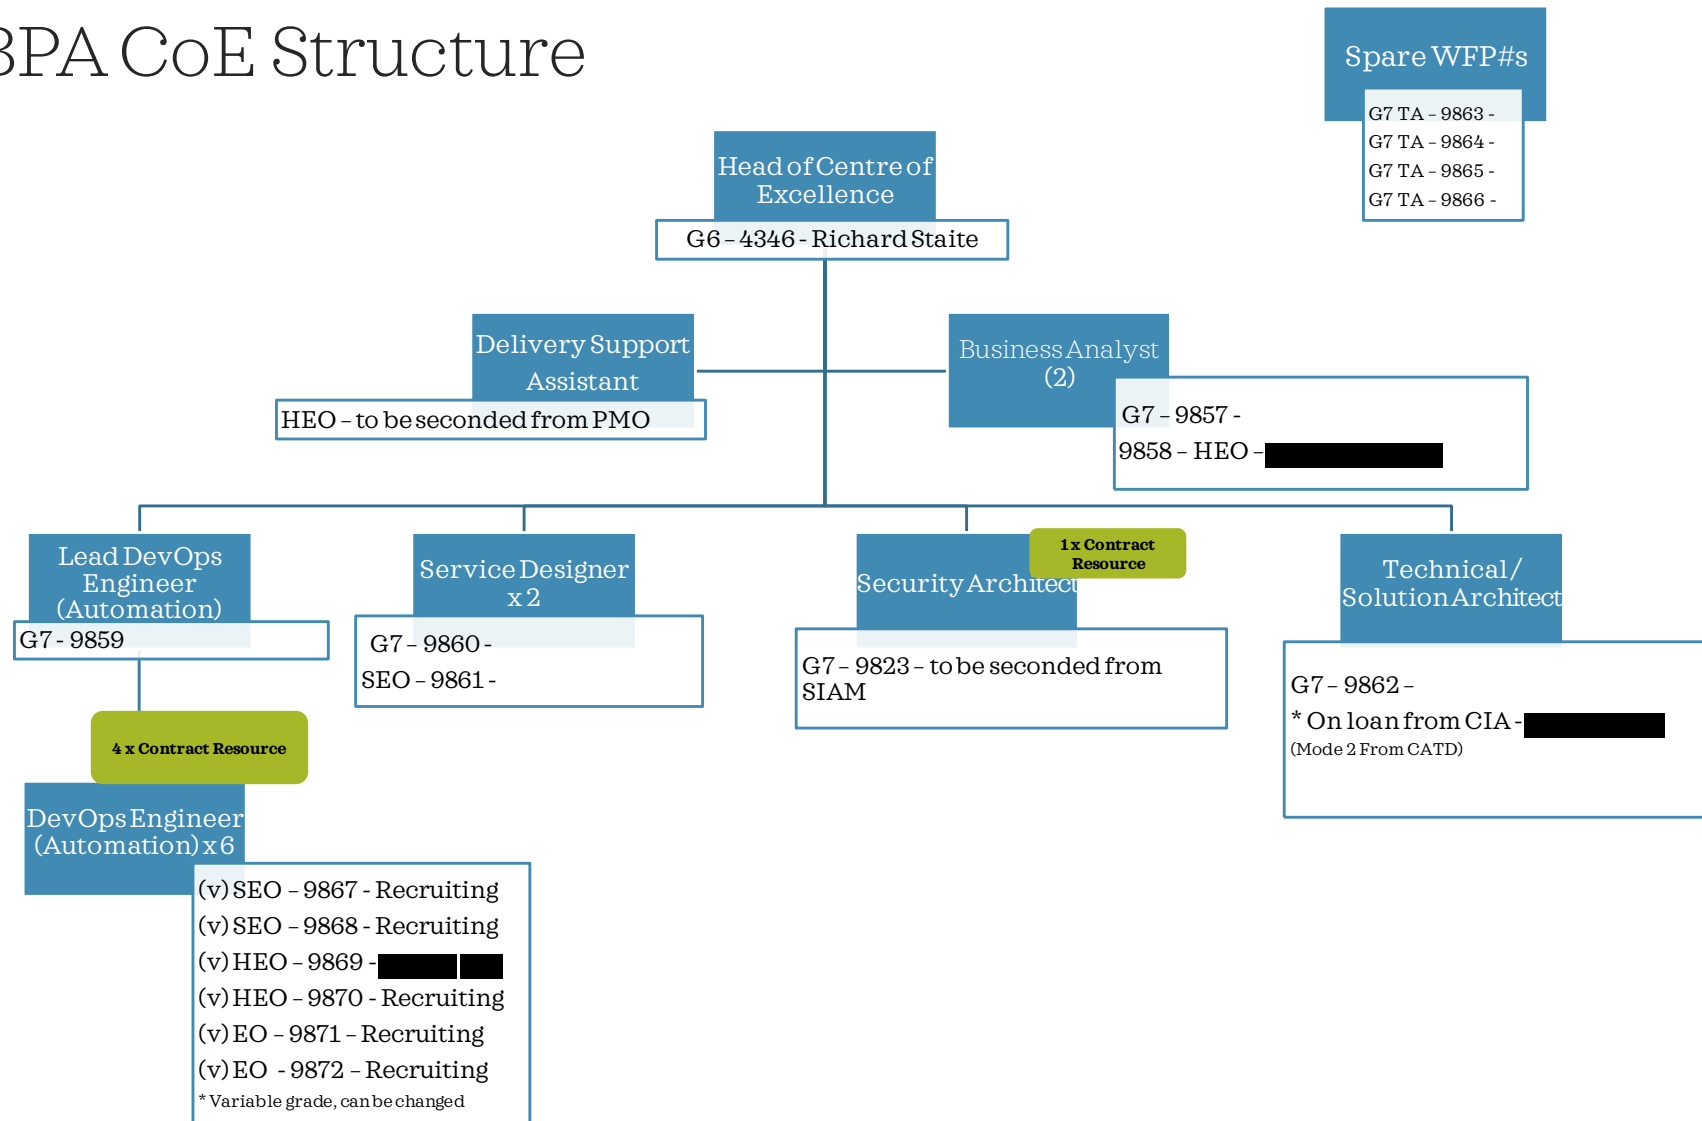 BPA CoE Structure
Spare WFP#s
G7 TA – 9863 -
G7 TA – 9864 -
G7 TA – 9865 -
G7 TA – 9866 -
Head of Centre of
Excellence
G6 – 4346 - Richard Staite
Delivery Support
Assistant
HEO – to be seconded from PMO
Business Analyst
(2)
G7 – 9857 -
9858 – HEO –
Lead DevOps
Engineer
(Automation)
G7 - 9859
Service Designer
x 2
G7 – 9860 -
SEO – 9861 -
1 x Contract
Resource
Security Architect
G7 – 9823 – to be seconded from
SIAM
Technical /
Solution Architect
G7 – 9862 –
* On loan from CIA -
(Mode 2 From CATD)
4 x Contract Resource
DevOps Engineer
(Automation) x 6
(v) SEO – 9867 - Recruiting
(v) SEO – 9868 - Recruiting
(v) HEO – 9869 -
(v) HEO – 9870 - Recruiting
(v) EO – 9871 – Recruiting
(v) EO - 9872 – Recruiting
* Variable grade, can be changed